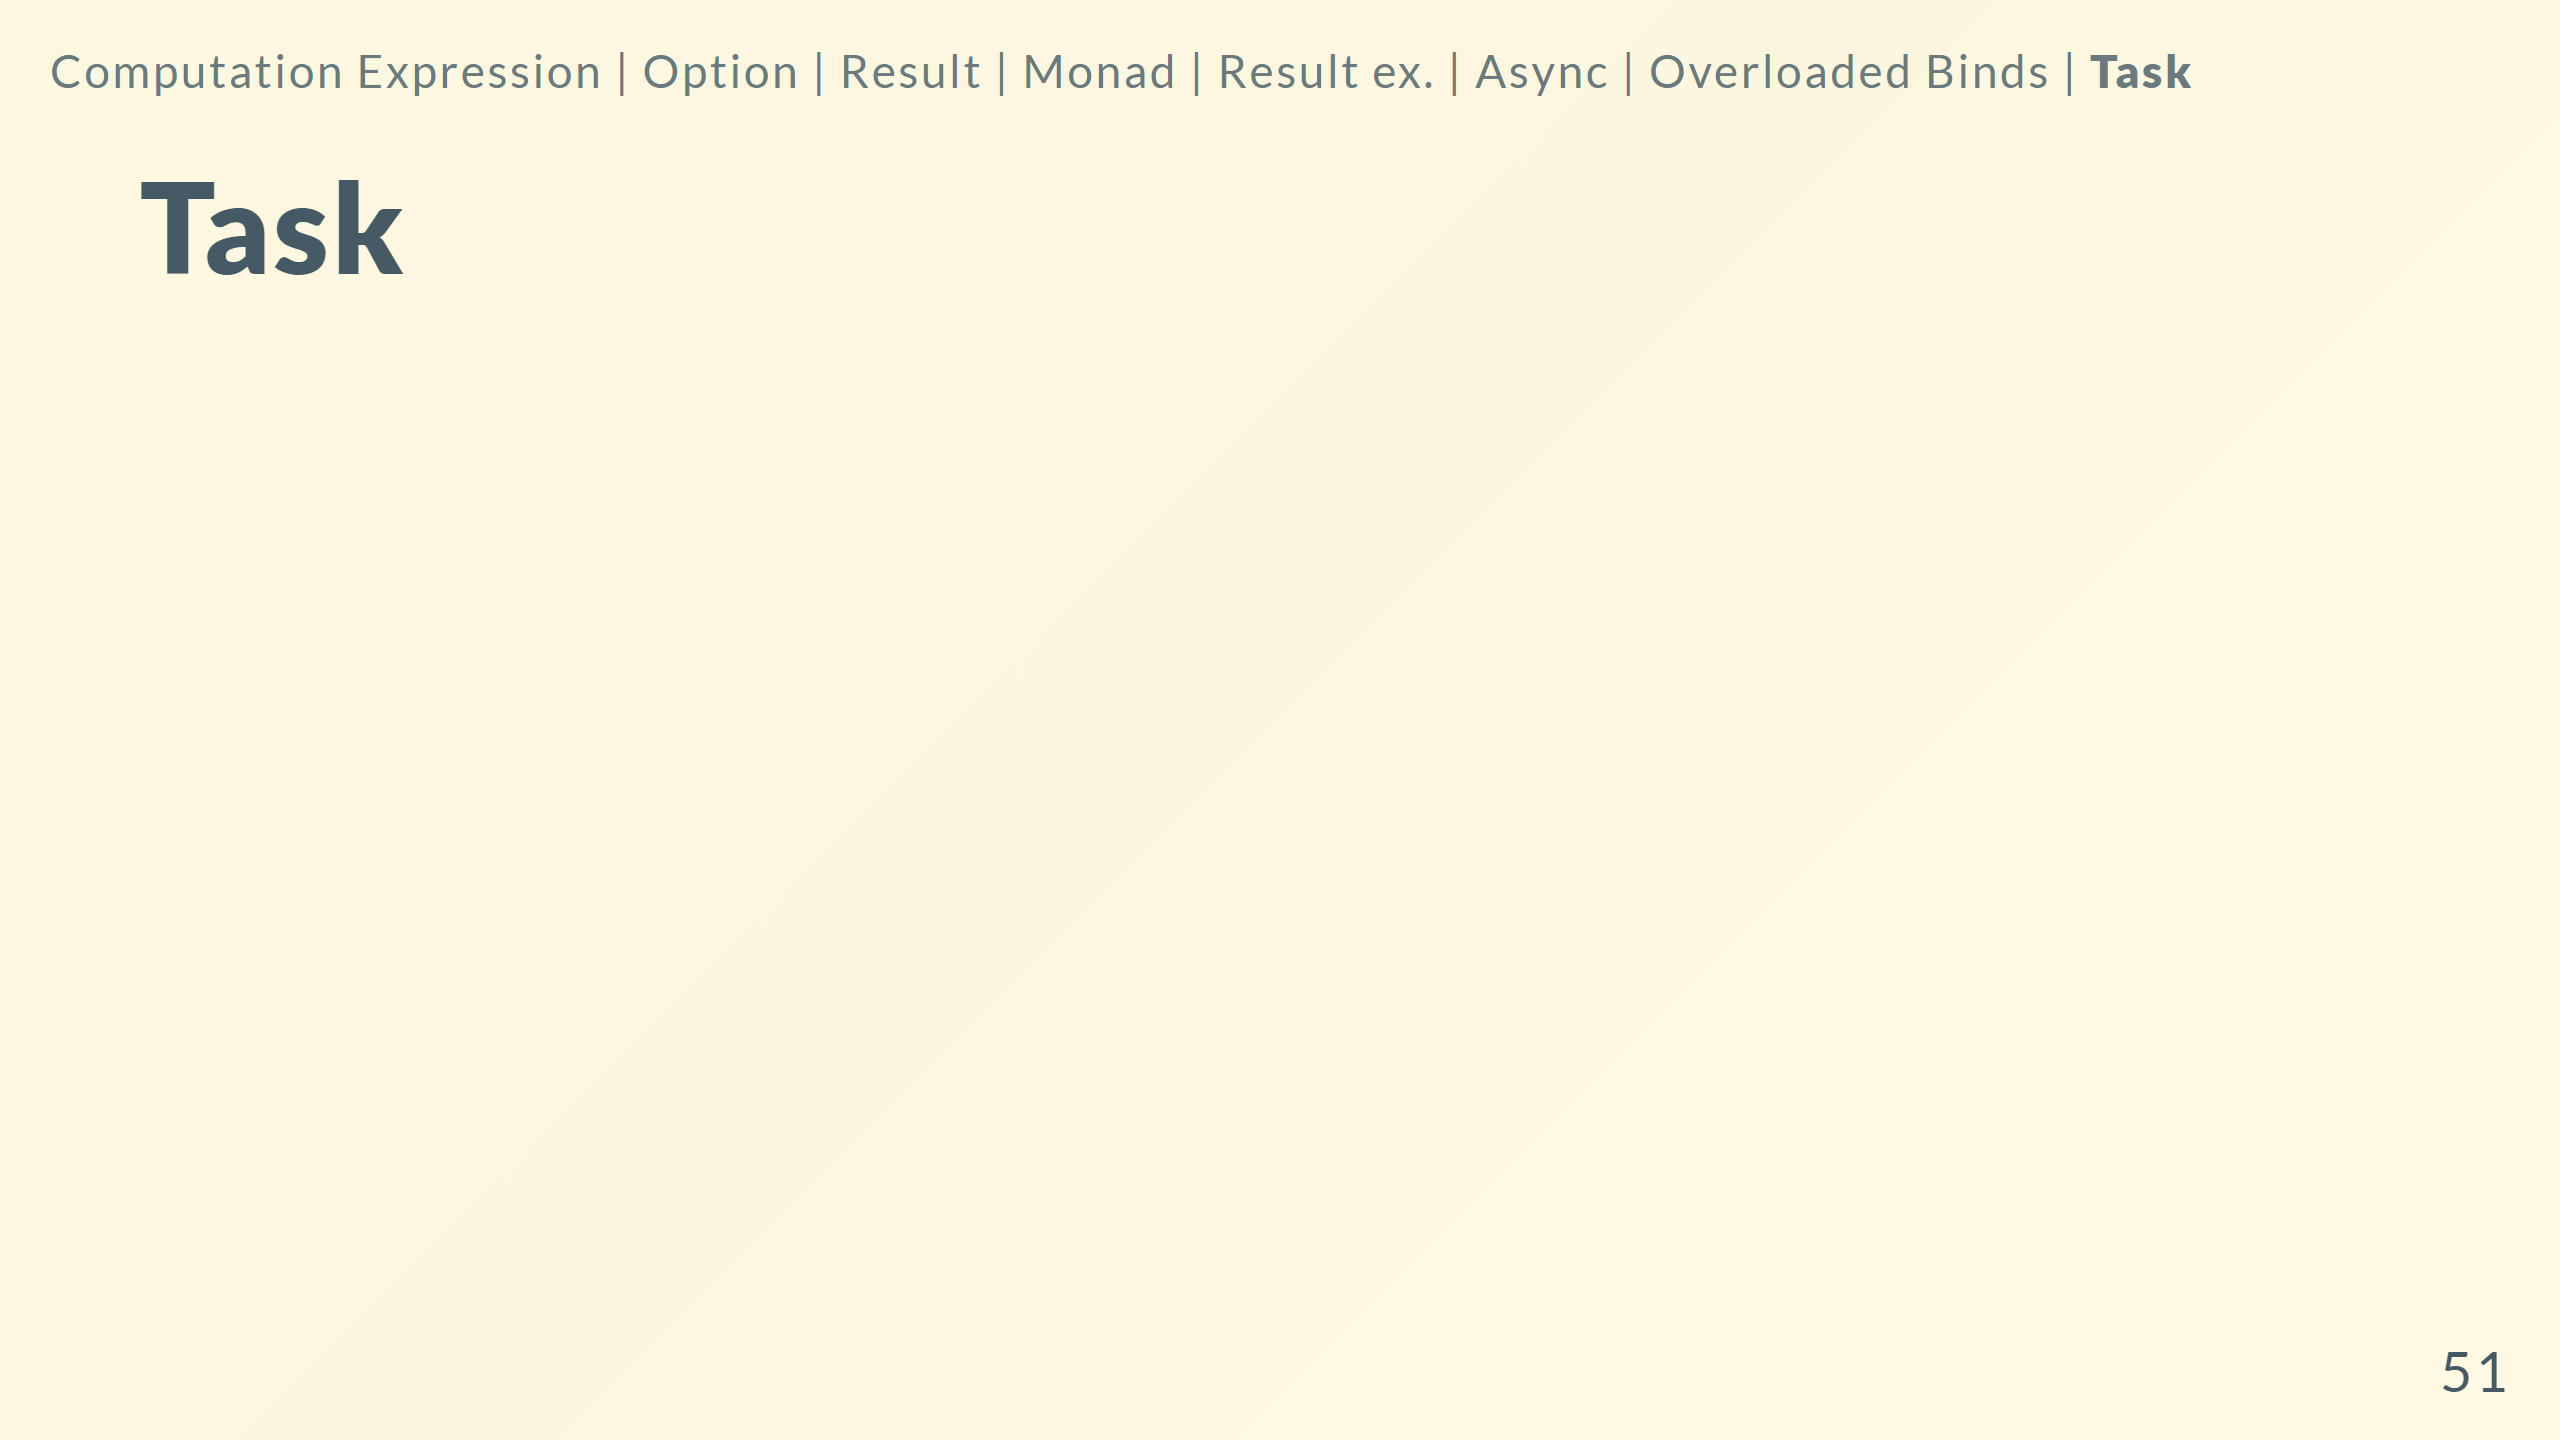 Computation Expression | Option | Result | Monad | Result ex. | Async | Overloaded Binds | Task
Task
51